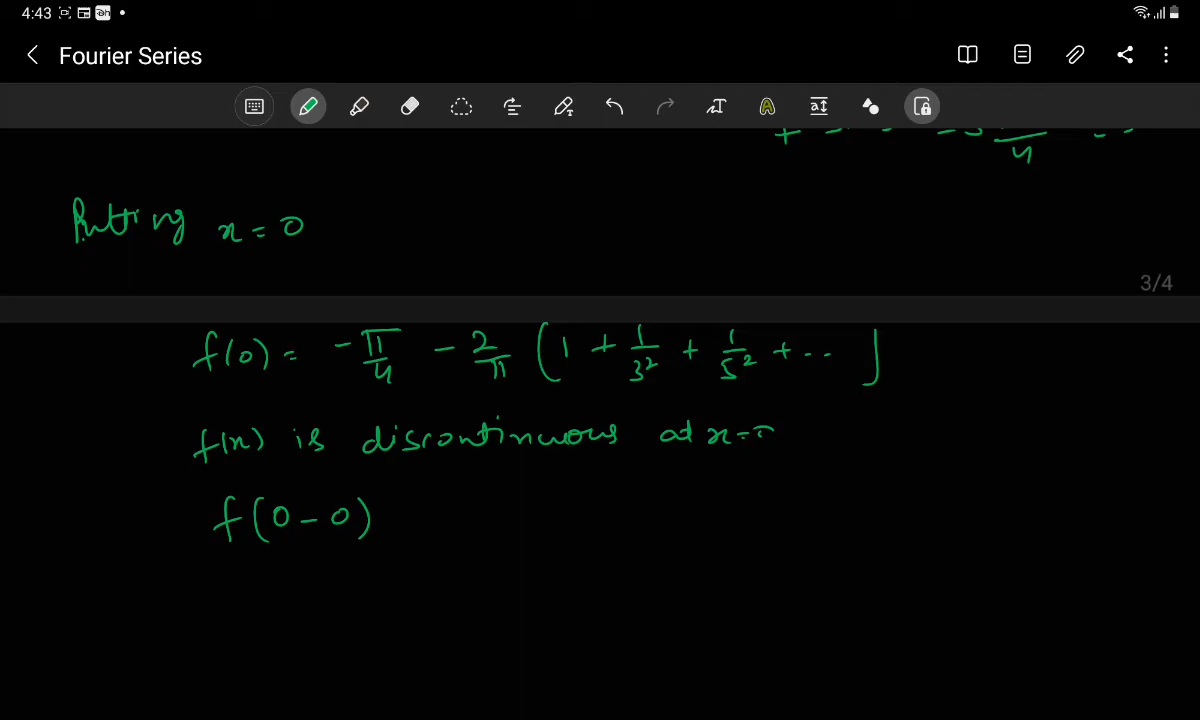 4:43
Fourier Series
4
Putting x = 0
3/4
f(0) = - π/4 - 2/π ( 1 + 1/3² + 1/5² + .. ]
f(x) is discontinuous at x=0
f(0 - 0)